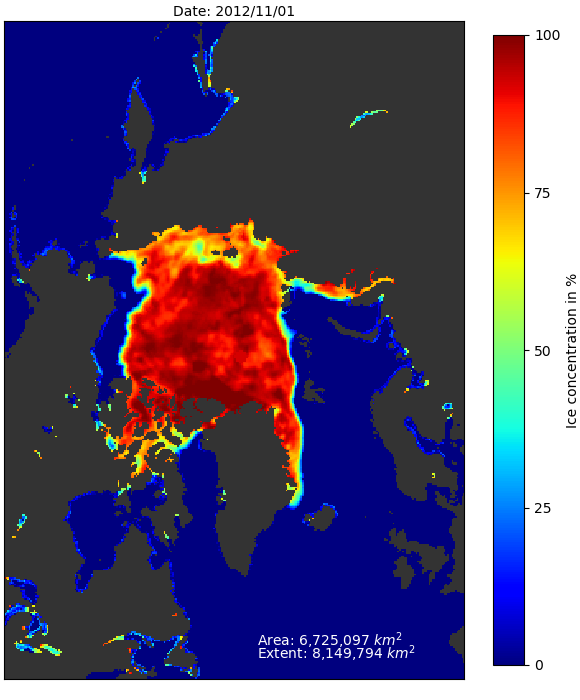 Date: 2012/11/01
100
75
50
25
0
Ice concentration in %
Area: 6,725,097 km²
Extent: 8,149,794 km²